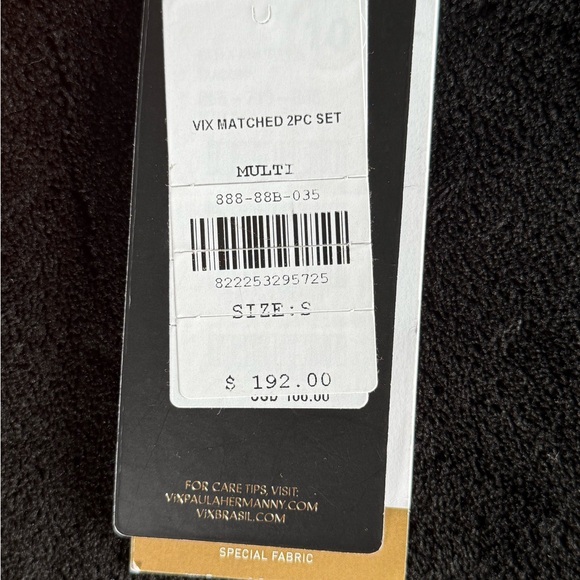 VIX MATCHED 2PC SET
MULTI
888-88B-035
822253295725
SIZE:S
$ 192.00
FOR CARE TIPS, VISIT:
ViXPAULAHERMANNY.COM
ViXBRASIL.COM
SPECIAL FABRIC